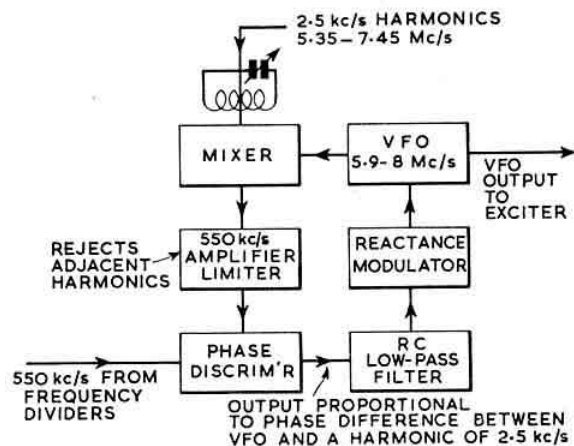 2·5 kc/s HARMONICS
5·35–7·45 Mc/s
MIXER
VFO
5·9–8 Mc/s
VFO
OUTPUT
TO
EXCITER
REJECTS
ADJACENT
HARMONICS
550 kc/s
AMPLIFIER
LIMITER
REACTANCE
MODULATOR
PHASE
DISCRIM'R
RC
LOW-PASS
FILTER
550 kc/s FROM
FREQUENCY
DIVIDERS
OUTPUT PROPORTIONAL
TO PHASE DIFFERENCE BETWEEN
VFO AND A HARMONIC OF 2·5 kc/s